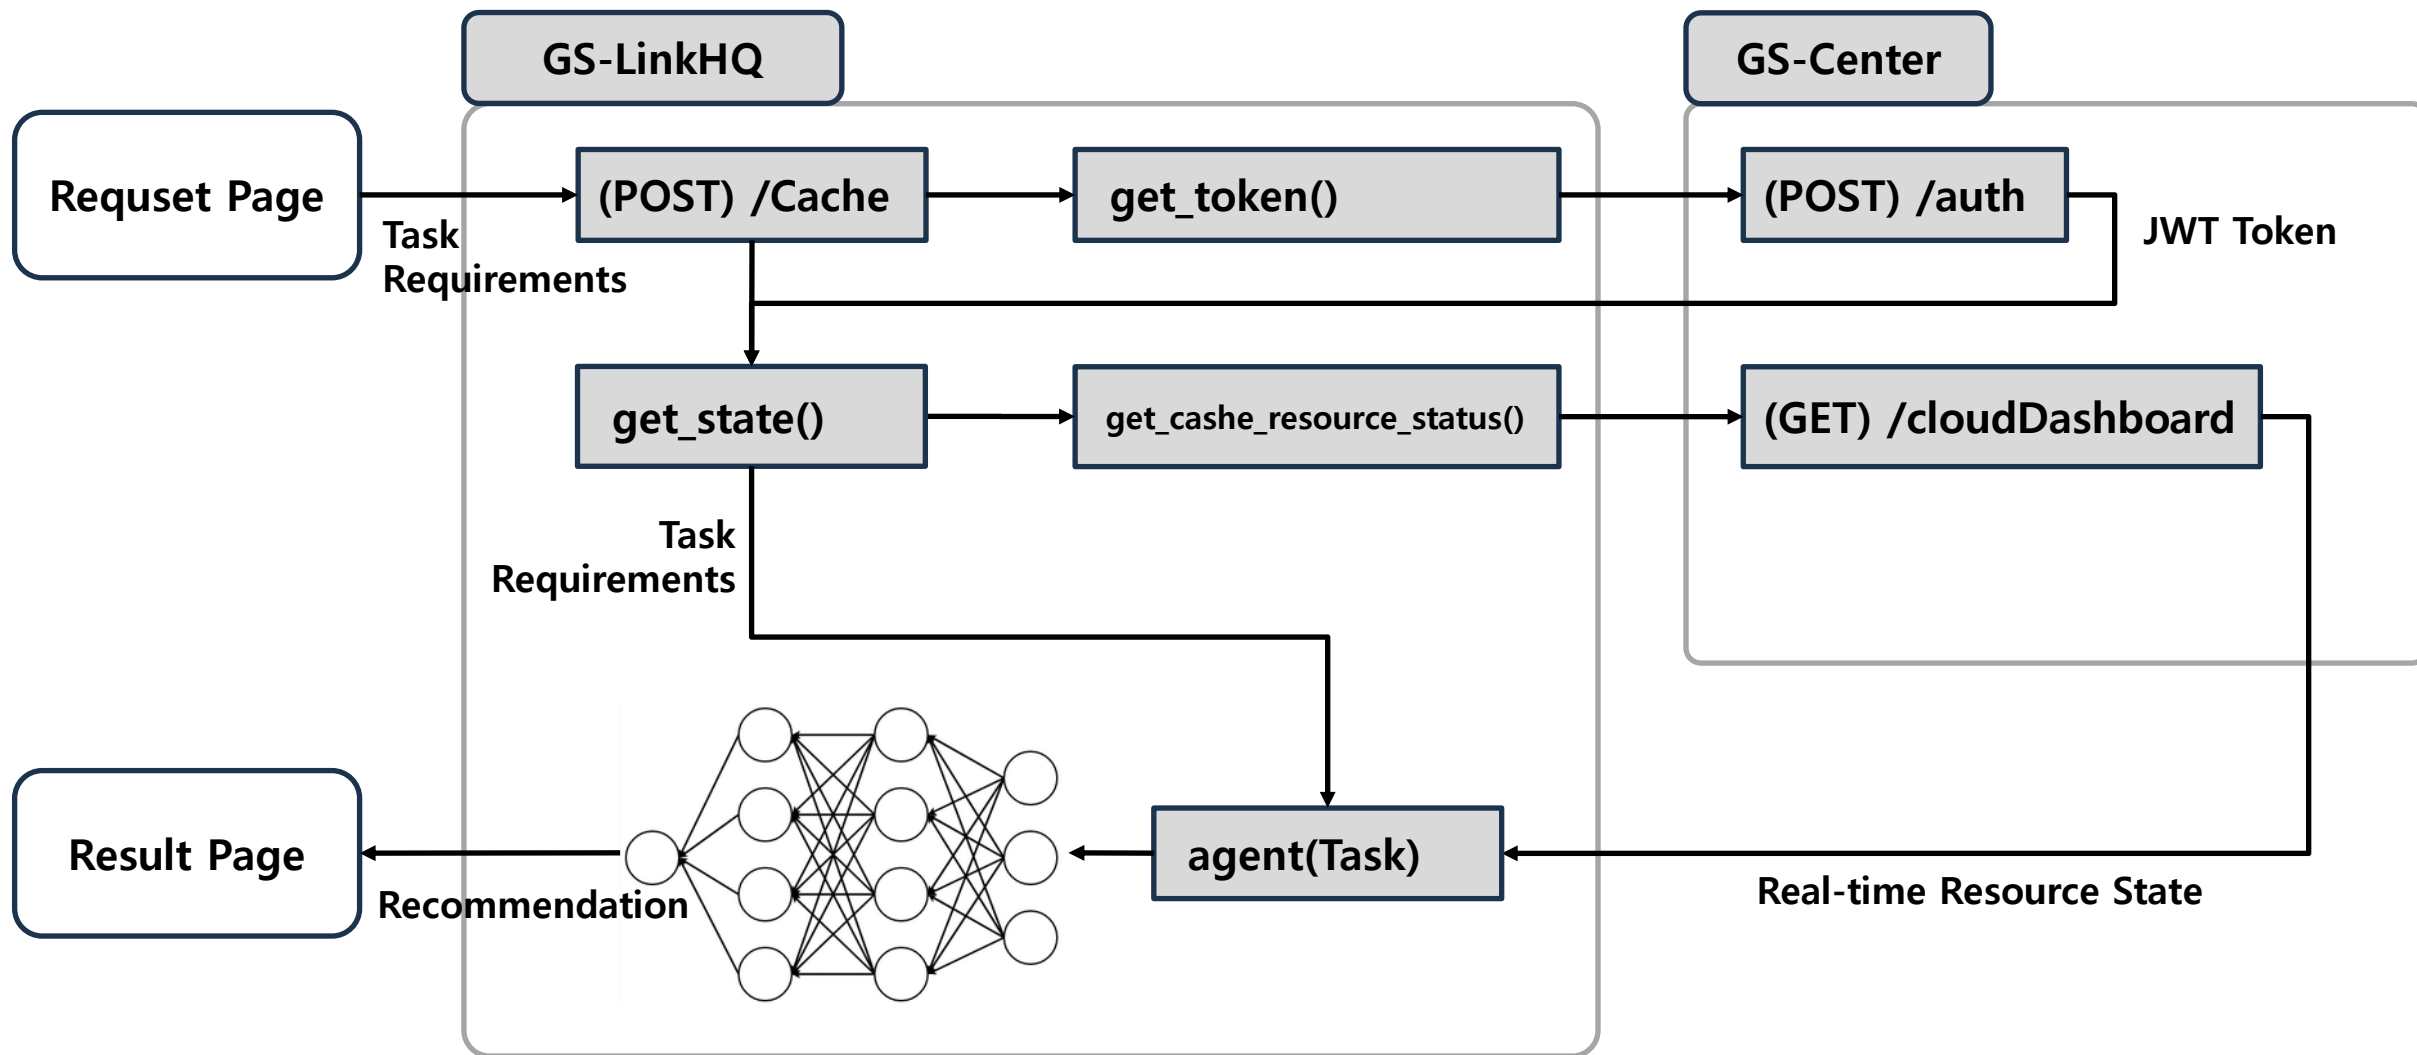 GS-LinkHQ
GS-Center
Requset Page
(POST) /Cache
get_token()
(POST) /auth
Task
Requirements
JWT Token
get_state()
get_cashe_resource_status()
(GET) /cloudDashboard
Task
Requirements
Result Page
agent(Task)
Recommendation
Real-time Resource State